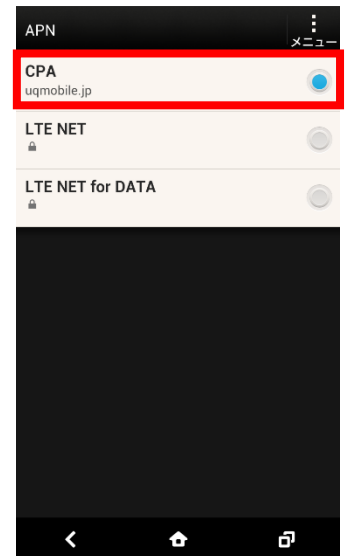 APN
メニュー
CPA
uqmobile.jp
LTE NET
LTE NET for DATA